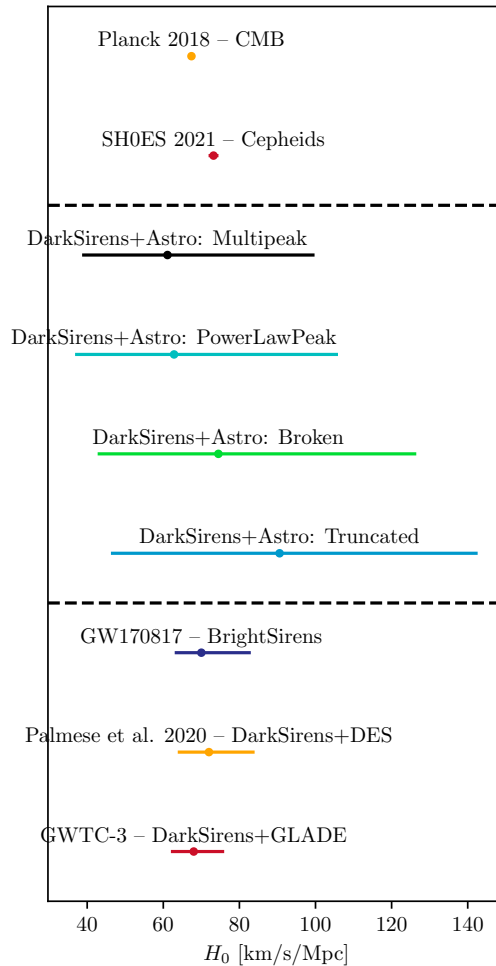 Planck 2018 – CMB
SH0ES 2021 – Cepheids
DarkSirens+Astro: Multipeak
DarkSirens+Astro: PowerLawPeak
DarkSirens+Astro: Broken
DarkSirens+Astro: Truncated
GW170817 – BrightSirens
Palmese et al. 2020 – DarkSirens+DES
GWTC-3 – DarkSirens+GLADE
40 60 80 100 120 140
H₀ [km/s/Mpc]